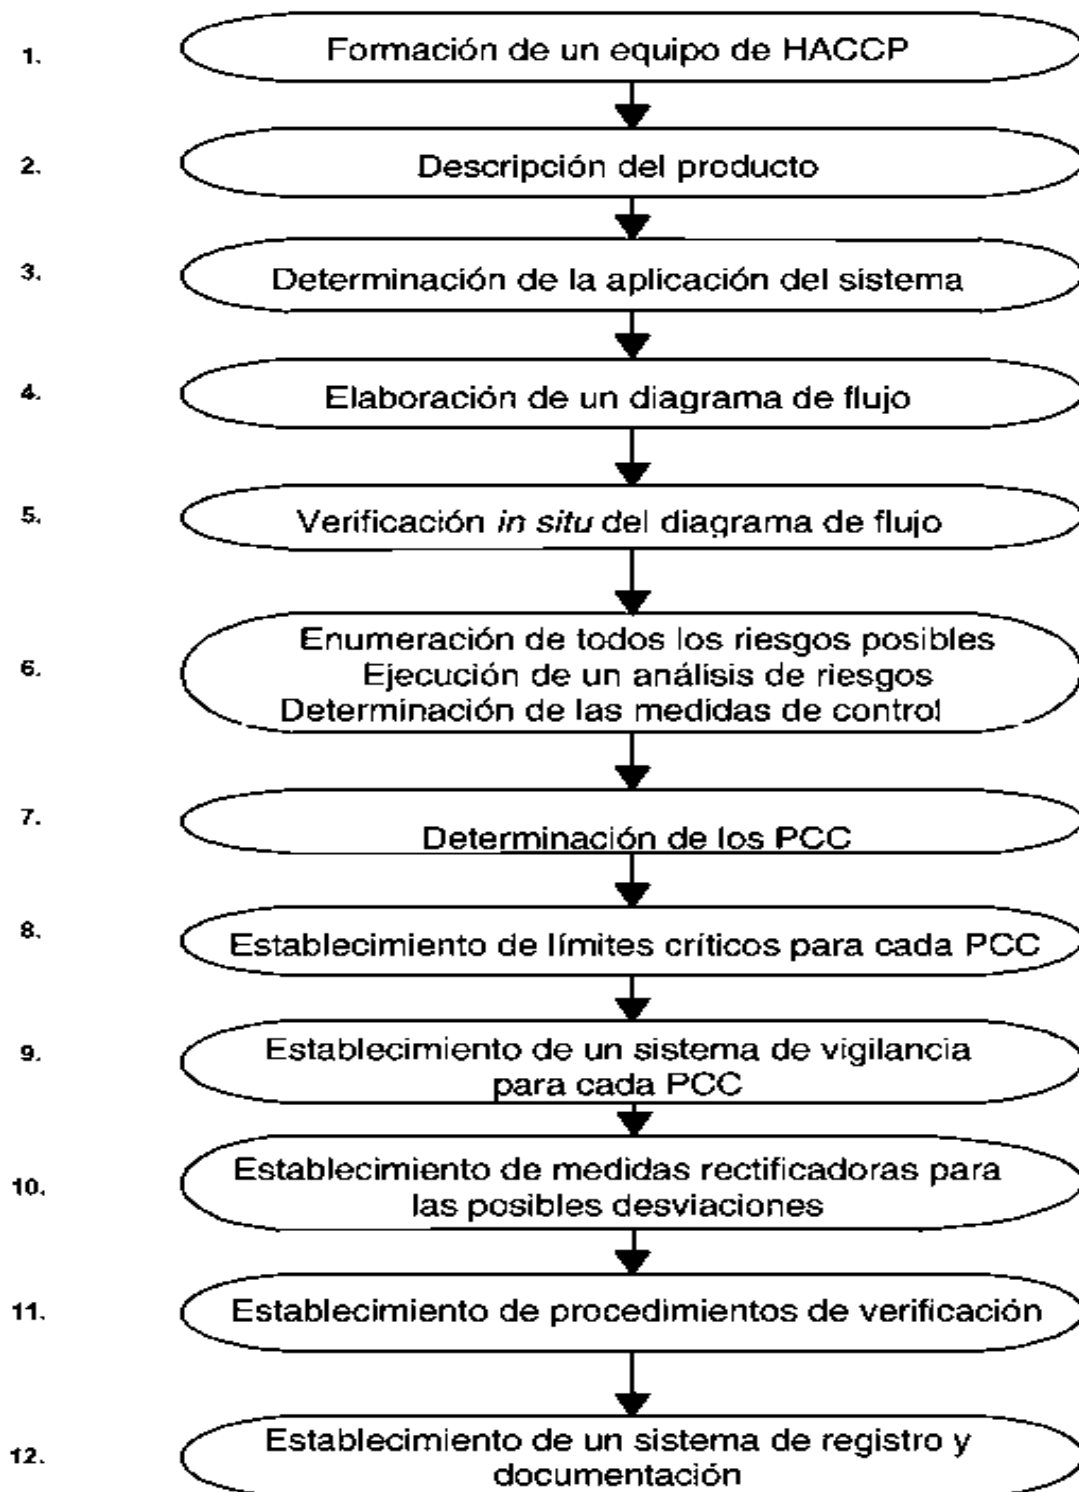 1. Formación de un equipo de HACCP
2. Descripción del producto
3. Determinación de la aplicación del sistema
4. Elaboración de un diagrama de flujo
5. Verificación in situ del diagrama de flujo
6. Enumeración de todos los riesgos posibles
Ejecución de un análisis de riesgos
Determinación de las medidas de control
7. Determinación de los PCC
8. Establecimiento de límites críticos para cada PCC
9. Establecimiento de un sistema de vigilancia
para cada PCC
10. Establecimiento de medidas rectificadoras para
las posibles desviaciones
11. Establecimiento de procedimientos de verificación
12. Establecimiento de un sistema de registro y
documentación